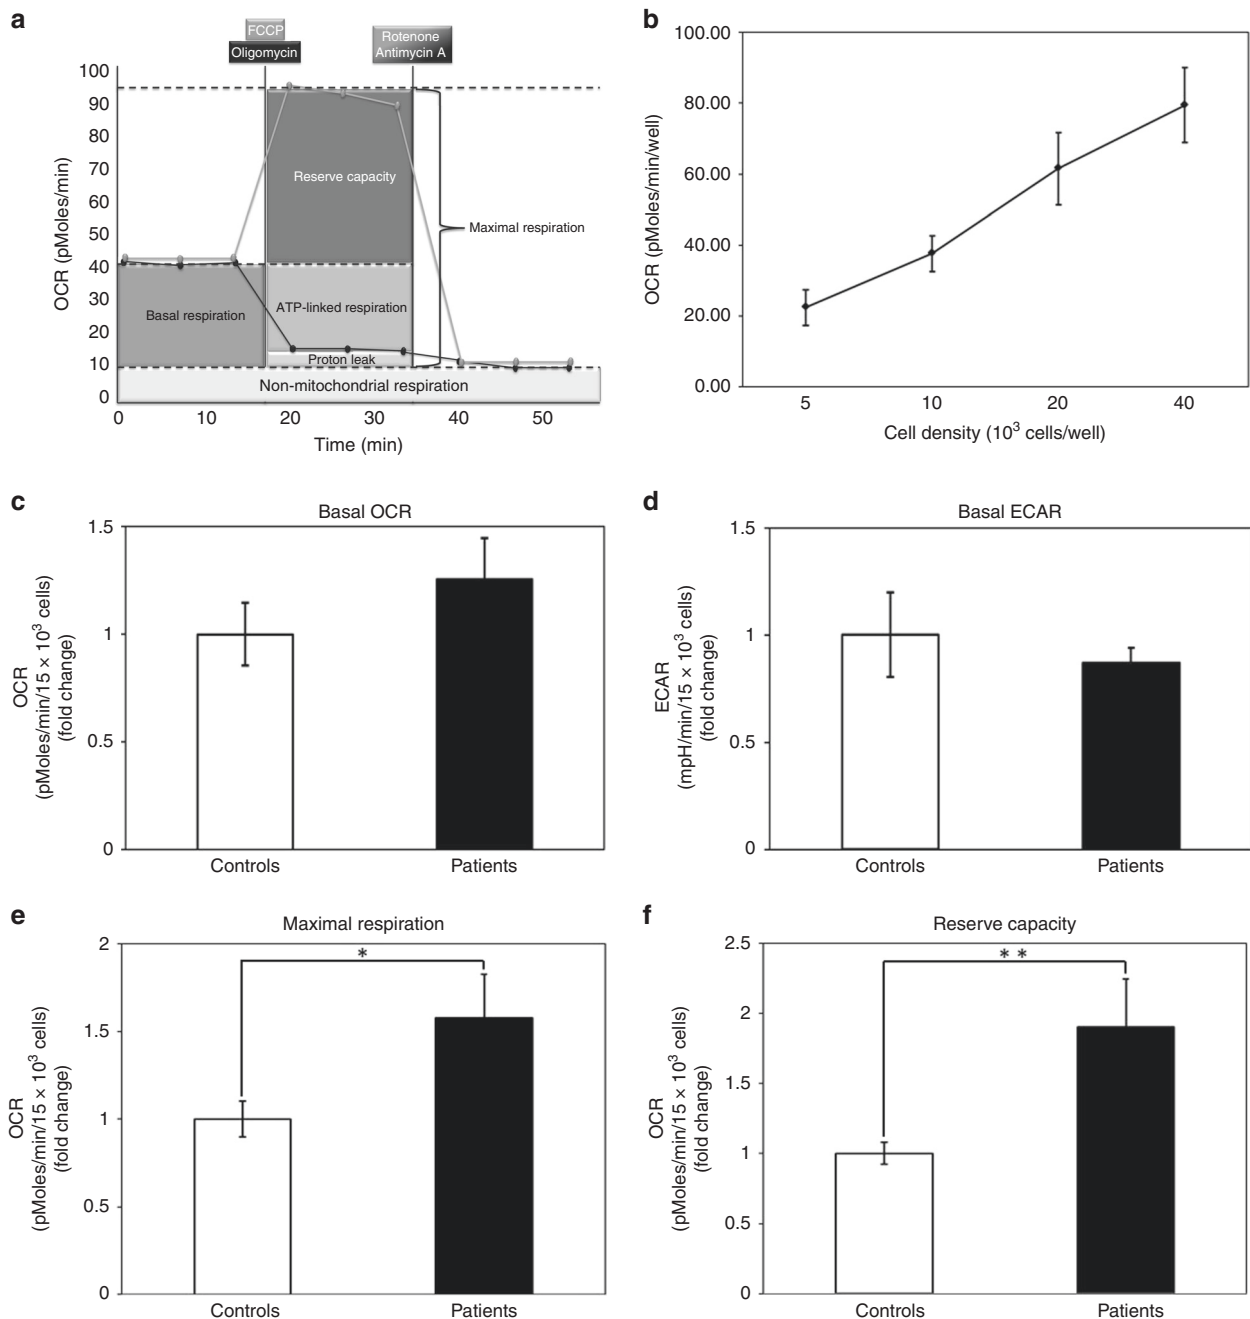 a
FCCP
Oligomycin
Rotenone
Antimycin A
100
90
80
70
60
50
40
30
20
10
0
OCR (pMoles/min)
Reserve capacity
Maximal respiration
Basal respiration
ATP-linked respiration
Proton leak
Non-mitochondrial respiration
0 10 20 30 40 50
Time (min)
b
100.00
80.00
60.00
40.00
20.00
0.00
OCR (pMoles/min/well)
5 10 20 40
Cell density (10³ cells/well)
c
Basal OCR
1.5
1
0.5
0
OCR
(pMoles/min/15 × 10³ cells)
(fold change)
Controls Patients
d
Basal ECAR
1.5
1
0.5
0
ECAR
(mpH/min/15 × 10³ cells)
(fold change)
Controls Patients
e
Maximal respiration
2
1.5
1
0.5
0
*
OCR
(pMoles/min/15 × 10³ cells)
(fold change)
Controls Patients
f
Reserve capacity
2.5
2
1.5
1
0.5
0
* *
OCR
(pMoles/min/15 × 10³ cells)
(fold change)
Controls Patients